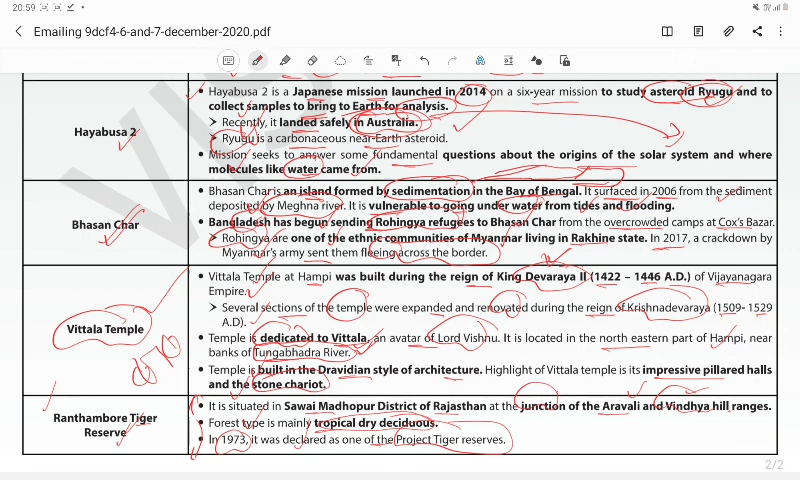 20:59
Emailing 9dcf4-6-and-7-december-2020.pdf
Hayabusa 2
• Hayabusa 2 is a Japanese mission launched in 2014 on a six-year mission to study asteroid Ryugu and to
collect samples to bring to Earth for analysis.
➤ Recently, it landed safely in Australia.
➤ Ryugu is a carbonaceous near-Earth asteroid.
• Mission seeks to answer some fundamental questions about the origins of the solar system and where
molecules like water came from.
Bhasan Char
• Bhasan Char is an island formed by sedimentation in the Bay of Bengal. It surfaced in 2006 from the sediment
deposited by Meghna river. It is vulnerable to going under water from tides and flooding.
• Bangladesh has begun sending Rohingya refugees to Bhasan Char from the overcrowded camps at Cox's Bazar.
➤ Rohingya are one of the ethnic communities of Myanmar living in Rakhine state. In 2017, a crackdown by
Myanmar's army sent them fleeing across the border.
Vittala Temple
• Vittala Temple at Hampi was built during the reign of King Devaraya II (1422 – 1446 A.D.) of Vijayanagara
Empire.
➤ Several sections of the temple were expanded and renovated during the reign of Krishnadevaraya (1509- 1529
A.D).
• Temple is dedicated to Vittala, an avatar of Lord Vishnu. It is located in the north eastern part of Hampi, near
banks of Tungabhadra River.
• Temple is built in the Dravidian style of architecture. Highlight of Vittala temple is its impressive pillared halls
and the stone chariot.
Ranthambore Tiger
Reserve
• It is situated in Sawai Madhopur District of Rajasthan at the junction of the Aravali and Vindhya hill ranges.
• Forest type is mainly tropical dry deciduous.
• In 1973, it was declared as one of the Project Tiger reserves.
2/2